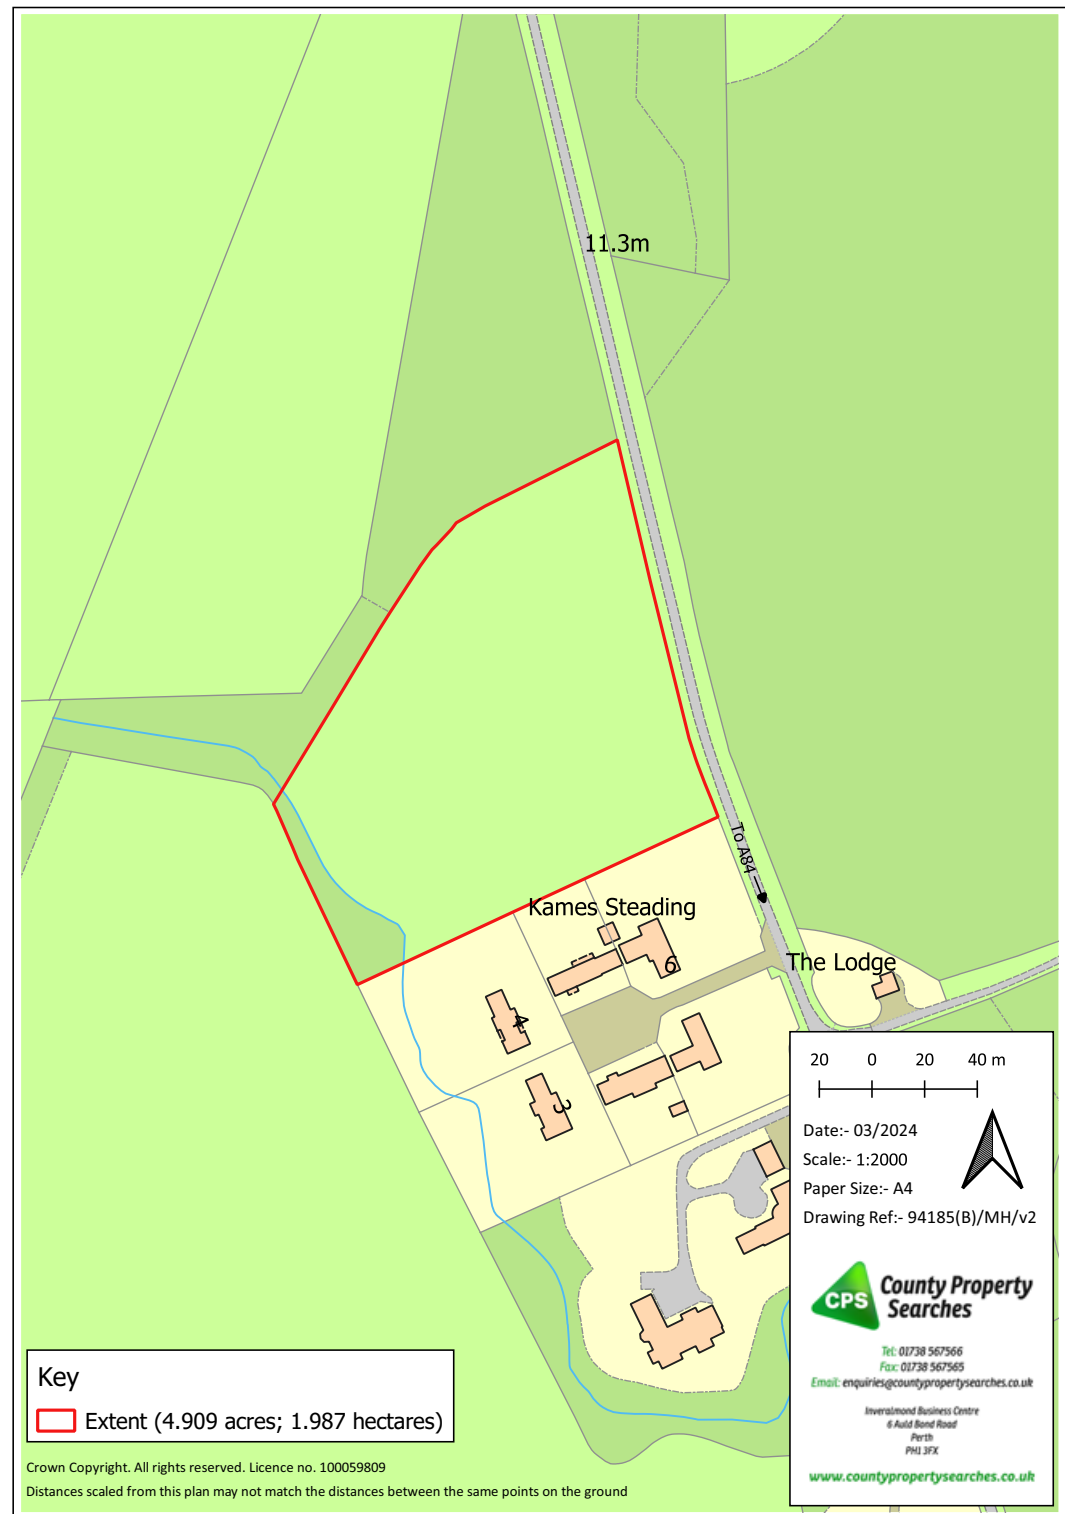 11.3m
To A84
Kames Steading
6
The Lodge
4
3
20 0 20 40 m
Date:- 03/2024
Scale:- 1:2000
Paper Size:- A4
Drawing Ref:- 94185(B)/MH/v2
CPS
County Property
Searches
Tel: 01738 567566
Fax: 01738 567565
Email: enquiries@countypropertysearches.co.uk
Inveralmond Business Centre
6 Auld Bond Road
Perth
PH1 3FX
www.countypropertysearches.co.uk
Key
Extent (4.909 acres; 1.987 hectares)
Crown Copyright. All rights reserved. Licence no. 100059809
Distances scaled from this plan may not match the distances between the same points on the ground